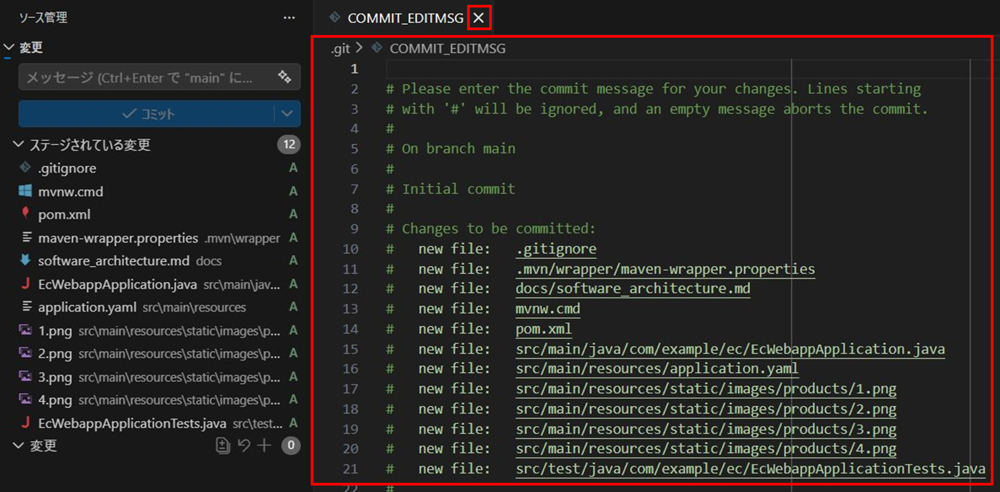 ソース管理
変更
メッセージ (Ctrl+Enter で "main" に...
コミット
ステージされている変更 12
.gitignore A
mvnw.cmd A
pom.xml A
maven-wrapper.properties .mvn\wrapper A
software_architecture.md docs A
EcWebappApplication.java src\main\jav... A
application.yaml src\main\resources A
1.png src\main\resources\static\images\p... A
2.png src\main\resources\static\images\p... A
3.png src\main\resources\static\images\p... A
4.png src\main\resources\static\images\p... A
EcWebappApplicationTests.java src\test... A
変更 0
COMMIT_EDITMSG
.git > COMMIT_EDITMSG
1
2 # Please enter the commit message for your changes. Lines starting
3 # with '#' will be ignored, and an empty message aborts the commit.
4 #
5 # On branch main
6 #
7 # Initial commit
8 #
9 # Changes to be committed:
10 # new file: .gitignore
11 # new file: .mvn/wrapper/maven-wrapper.properties
12 # new file: docs/software_architecture.md
13 # new file: mvnw.cmd
14 # new file: pom.xml
15 # new file: src/main/java/com/example/ec/EcWebappApplication.java
16 # new file: src/main/resources/application.yaml
17 # new file: src/main/resources/static/images/products/1.png
18 # new file: src/main/resources/static/images/products/2.png
19 # new file: src/main/resources/static/images/products/3.png
20 # new file: src/main/resources/static/images/products/4.png
21 # new file: src/test/java/com/example/ec/EcWebappApplicationTests.java
22 #